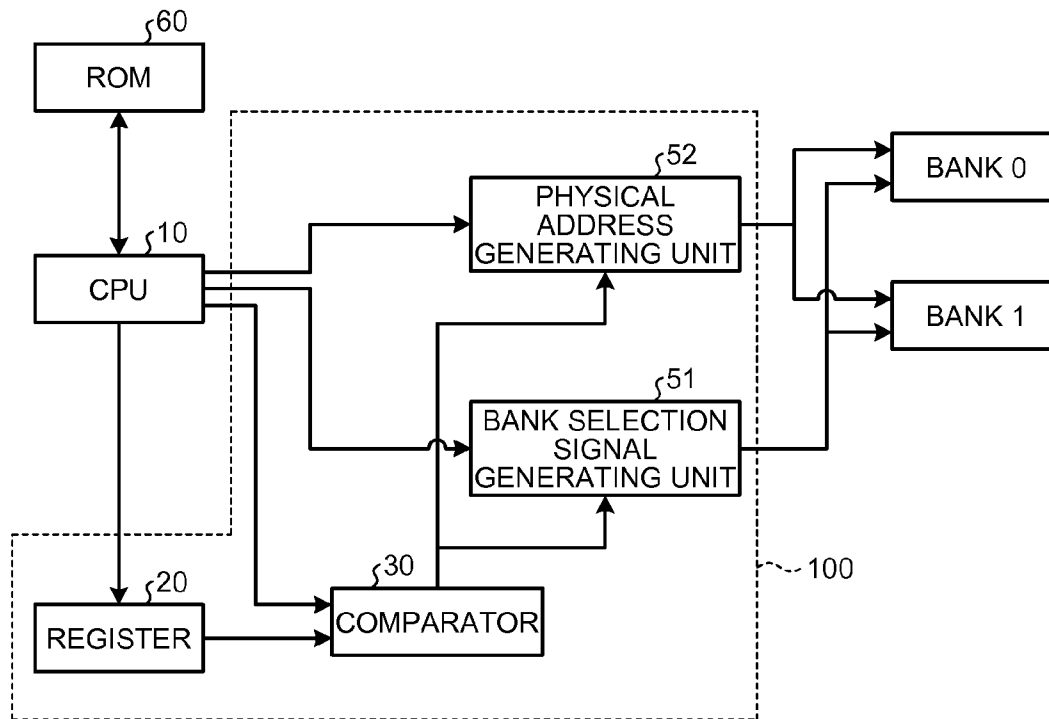 60
ROM
52
PHYSICAL
ADDRESS
GENERATING UNIT
BANK 0
10
CPU
BANK 1
51
BANK SELECTION
SIGNAL
GENERATING UNIT
100
20
REGISTER
30
COMPARATOR